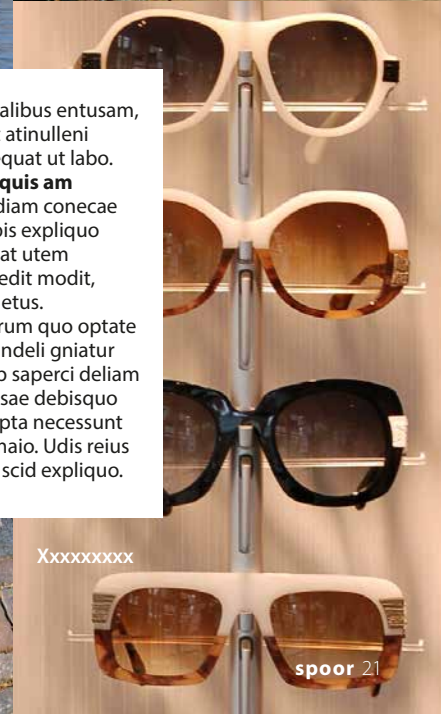 alibus entusam,
atinulleni
equat ut labo.
quis am
diam conecae
pis expliquo
at utem
edit modit,
etus.
rum quo optate
ndeli gniatur
o saperci deliam
sae debisquo
pta necessunt
naio. Udis reius
scid expliquo.
Xxxxxxxxx
spoor 21